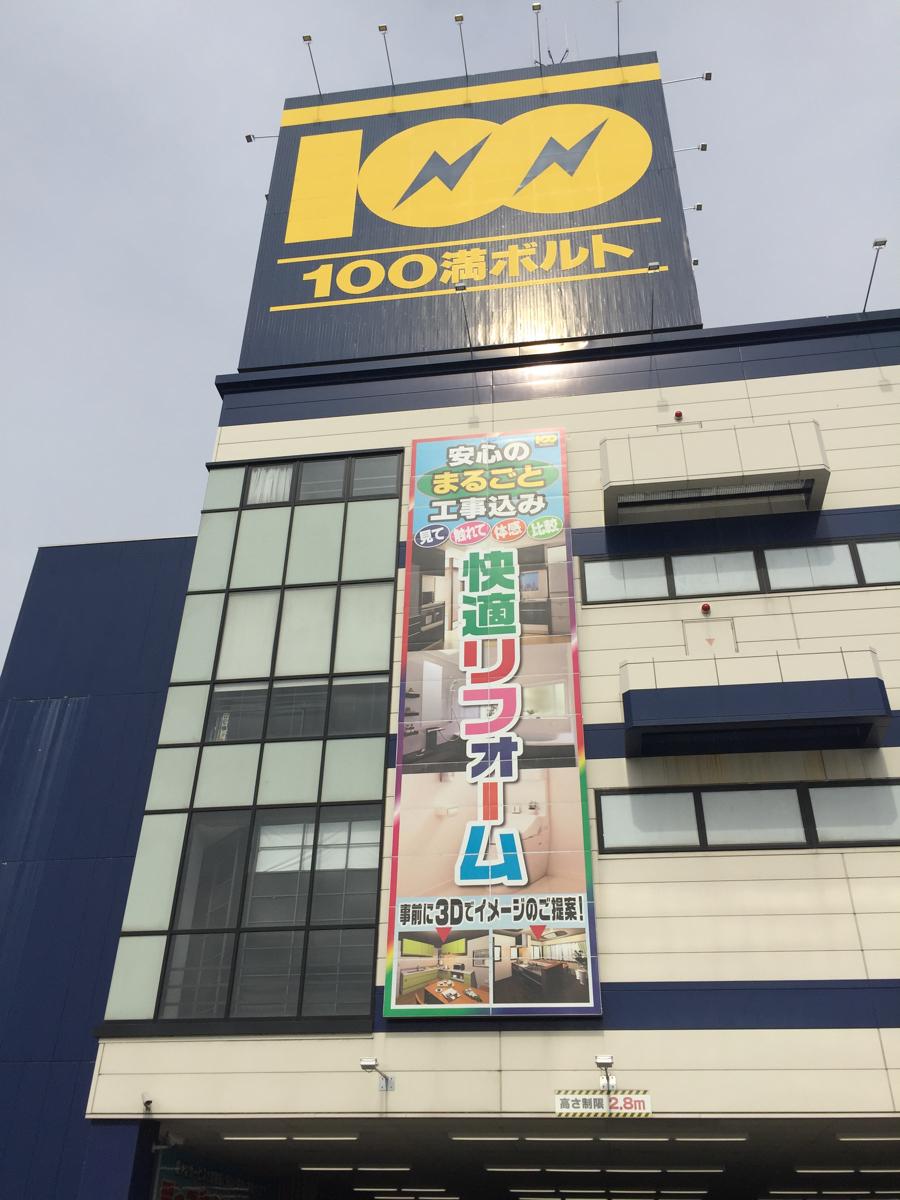 100
100満ボルト
100
安心の
まるごと
工事込み
見て 触れて 体感 比較
快適リフォーム
事前に3Dでイメージのご提案!
高さ制限 2.8m